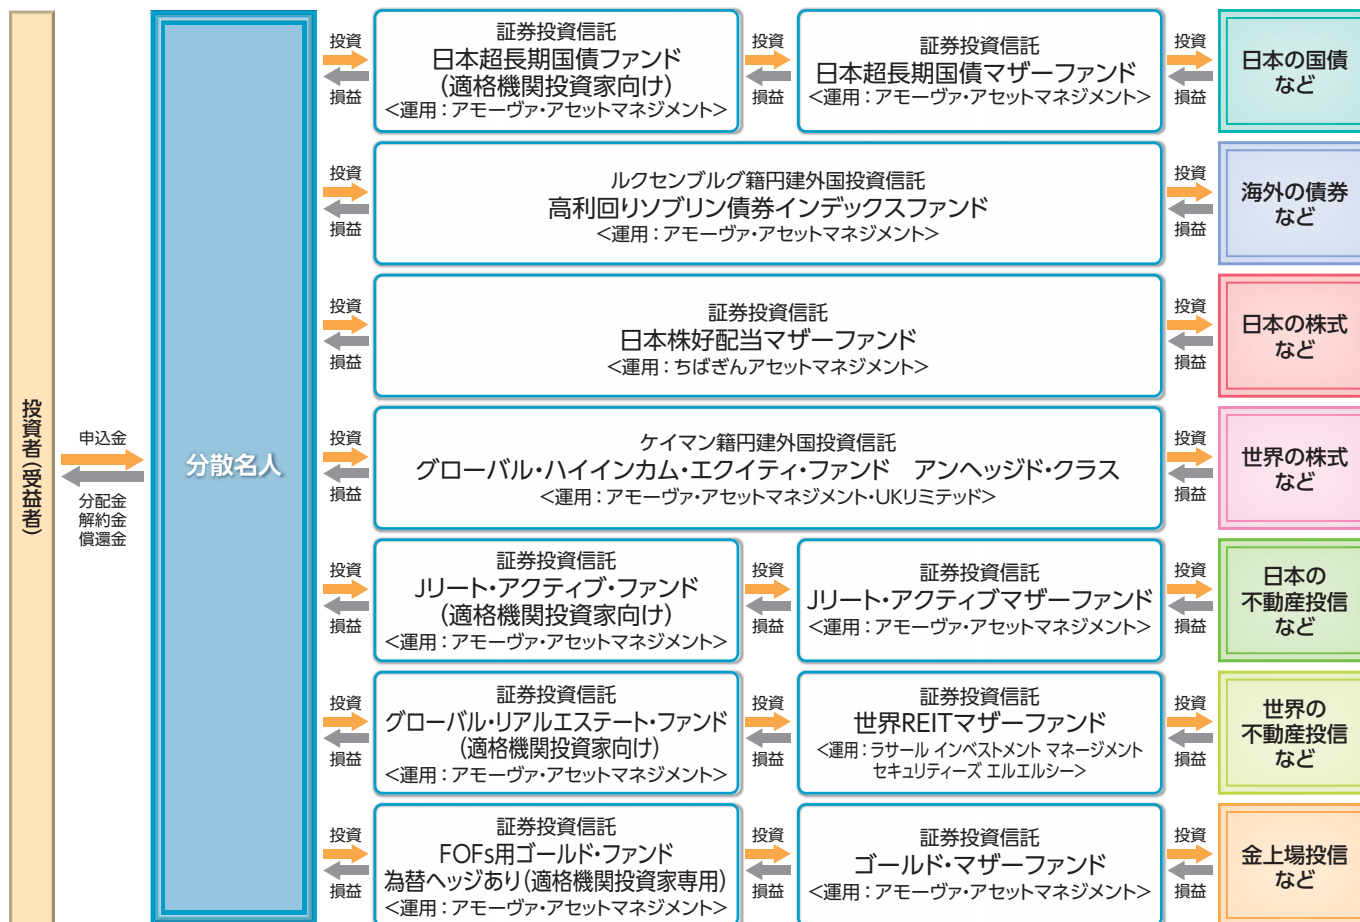 投資者(受益者)
申込金
分配金
解約金
償還金
分散名人
投資
損益
証券投資信託
日本超長期国債ファンド
(適格機関投資家向け)
<運用：アモーヴァ・アセットマネジメント>
投資
損益
証券投資信託
日本超長期国債マザーファンド
<運用：アモーヴァ・アセットマネジメント>
投資
損益
日本の国債
など
投資
損益
ルクセンブルグ籍円建外国投資信託
高利回りソブリン債券インデックスファンド
<運用：アモーヴァ・アセットマネジメント>
投資
損益
海外の債券
など
投資
損益
証券投資信託
日本株好配当マザーファンド
<運用：ちばぎんアセットマネジメント>
投資
損益
日本の株式
など
投資
損益
ケイマン籍円建外国投資信託
グローバル・ハイインカム・エクイティ・ファンド　アンヘッジド・クラス
<運用：アモーヴァ・アセットマネジメント・UKリミテッド>
投資
損益
世界の株式
など
投資
損益
証券投資信託
Jリート・アクティブ・ファンド
(適格機関投資家向け)
<運用：アモーヴァ・アセットマネジメント>
投資
損益
証券投資信託
Jリート・アクティブマザーファンド
<運用：アモーヴァ・アセットマネジメント>
投資
損益
日本の
不動産投信
など
投資
損益
証券投資信託
グローバル・リアルエステート・ファンド
(適格機関投資家向け)
<運用：アモーヴァ・アセットマネジメント>
投資
損益
証券投資信託
世界REITマザーファンド
<運用：ラサール インベストメント マネージメント
セキュリティーズ エルエルシー>
投資
損益
世界の
不動産投信
など
投資
損益
証券投資信託
FOFs用ゴールド・ファンド
為替ヘッジあり(適格機関投資家専用)
<運用：アモーヴァ・アセットマネジメント>
投資
損益
証券投資信託
ゴールド・マザーファンド
<運用：アモーヴァ・アセットマネジメント>
投資
損益
金上場投信
など